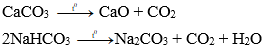 CaCO3 t° → CaO + CO2
2NaHCO3 t° → Na2CO3 + CO2 + H2O